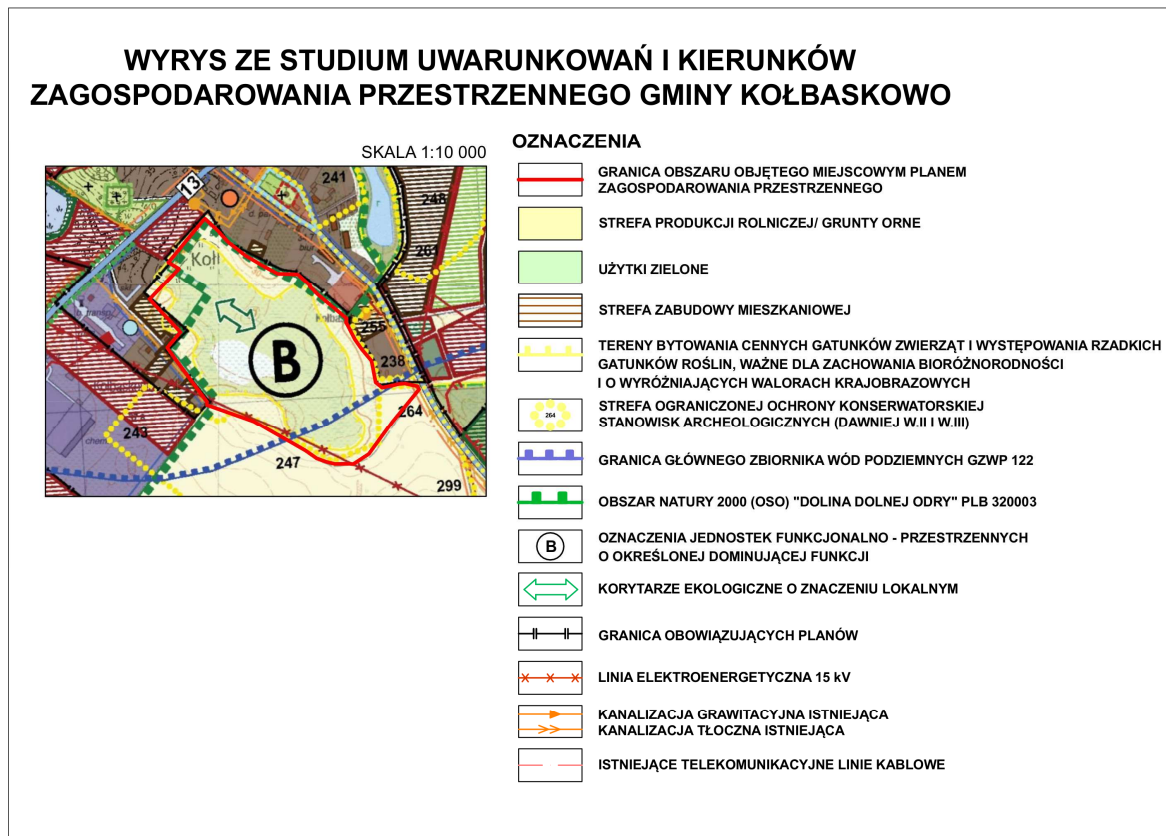 WYRYS ZE STUDIUM UWARUNKOWAŃ I KIERUNKÓW
ZAGOSPODAROWANIA PRZESTRZENNEGO GMINY KOŁBASKOWO
SKALA 1:10 000
13
241
248
261
Koł
255
B
238
264
243
247
299
OZNACZENIA
GRANICA OBSZARU OBJĘTEGO MIEJSCOWYM PLANEM
ZAGOSPODAROWANIA PRZESTRZENNEGO
STREFA PRODUKCJI ROLNICZEJ/ GRUNTY ORNE
UŻYTKI ZIELONE
STREFA ZABUDOWY MIESZKANIOWEJ
TERENY BYTOWANIA CENNYCH GATUNKÓW ZWIERZĄT I WYSTĘPOWANIA RZADKICH
GATUNKÓW ROŚLIN, WAŻNE DLA ZACHOWANIA BIORÓŻNORODNOŚCI
I O WYRÓŻNIAJĄCYCH WALORACH KRAJOBRAZOWYCH
264
STREFA OGRANICZONEJ OCHRONY KONSERWATORSKIEJ
STANOWISK ARCHEOLOGICZNYCH (DAWNIEJ W.II I W.III)
GRANICA GŁÓWNEGO ZBIORNIKA WÓD PODZIEMNYCH GZWP 122
OBSZAR NATURY 2000 (OSO) "DOLINA DOLNEJ ODRY" PLB 320003
B
OZNACZENIA JEDNOSTEK FUNKCJONALNO - PRZESTRZENNYCH
O OKREŚLONEJ DOMINUJĄCEJ FUNKCJI
KORYTARZE EKOLOGICZNE O ZNACZENIU LOKALNYM
GRANICA OBOWIĄZUJĄCYCH PLANÓW
LINIA ELEKTROENERGETYCZNA 15 kV
KANALIZACJA GRAWITACYJNA ISTNIEJĄCA
KANALIZACJA TŁOCZNA ISTNIEJĄCA
ISTNIEJĄCE TELEKOMUNIKACYJNE LINIE KABLOWE